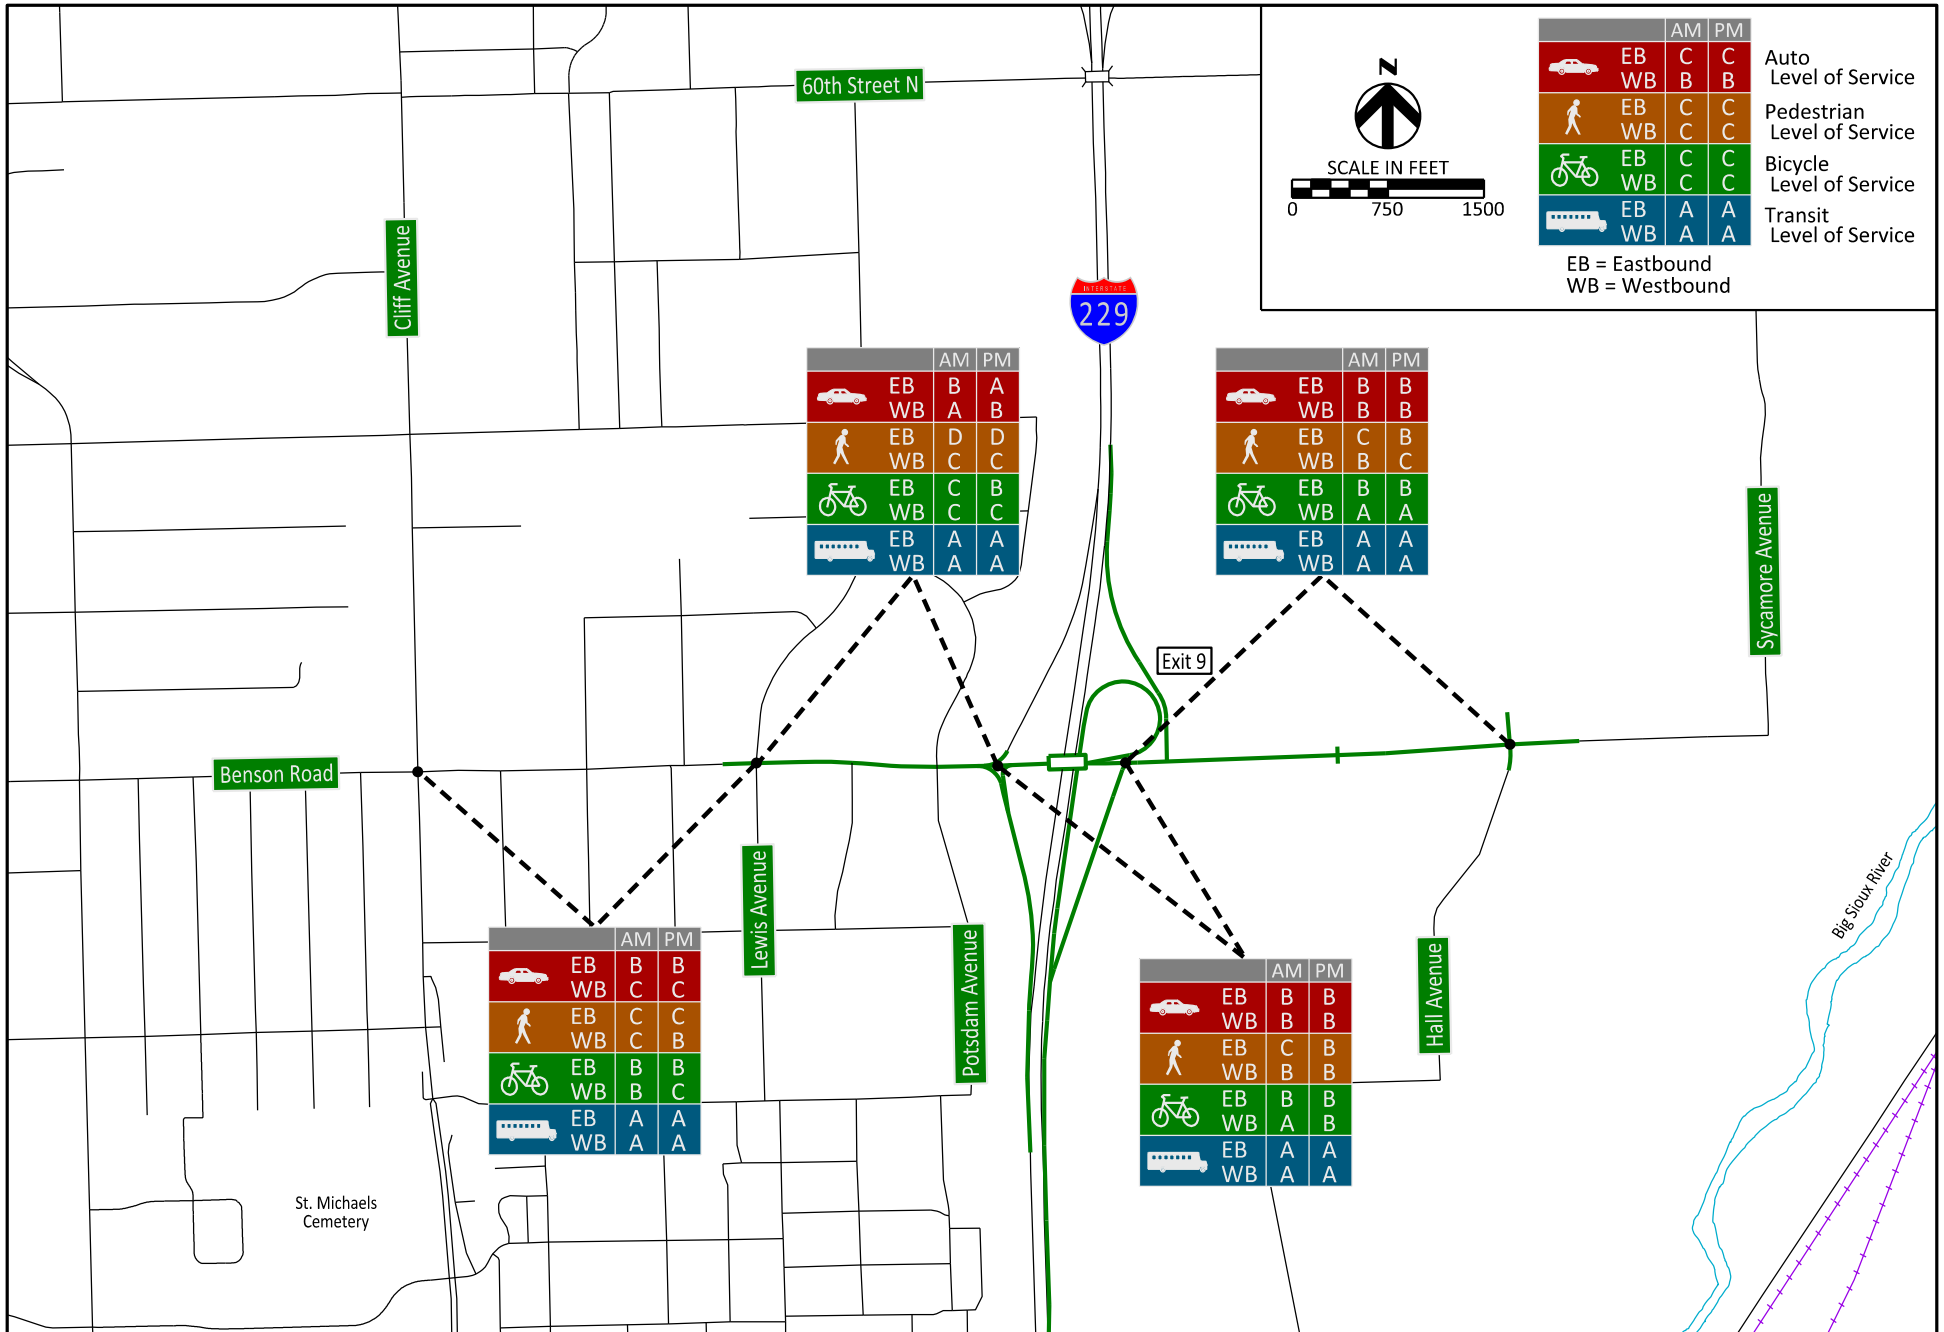 60th Street N
Cliff Avenue
INTERSTATE
229
N
SCALE IN FEET
0 750 1500
AM PM
EB C C
WB B B
Auto
Level of Service
EB C C
WB C C
Pedestrian
Level of Service
EB C C
WB C C
Bicycle
Level of Service
EB A A
WB A A
Transit
Level of Service
EB = Eastbound
WB = Westbound
AM PM
EB B A
WB A B
EB D D
WB C C
EB C B
WB C C
EB A A
WB A A
AM PM
EB B B
WB B B
EB C B
WB B C
EB B B
WB A A
EB A A
WB A A
Sycamore Avenue
Exit 9
Benson Road
Lewis Avenue
Potsdam Avenue
Hall Avenue
Big Sioux River
AM PM
EB B B
WB C C
EB C C
WB C B
EB B B
WB B C
EB A A
WB A A
AM PM
EB B B
WB B B
EB C B
WB B B
EB B B
WB A B
EB A A
WB A A
St. Michaels
Cemetery